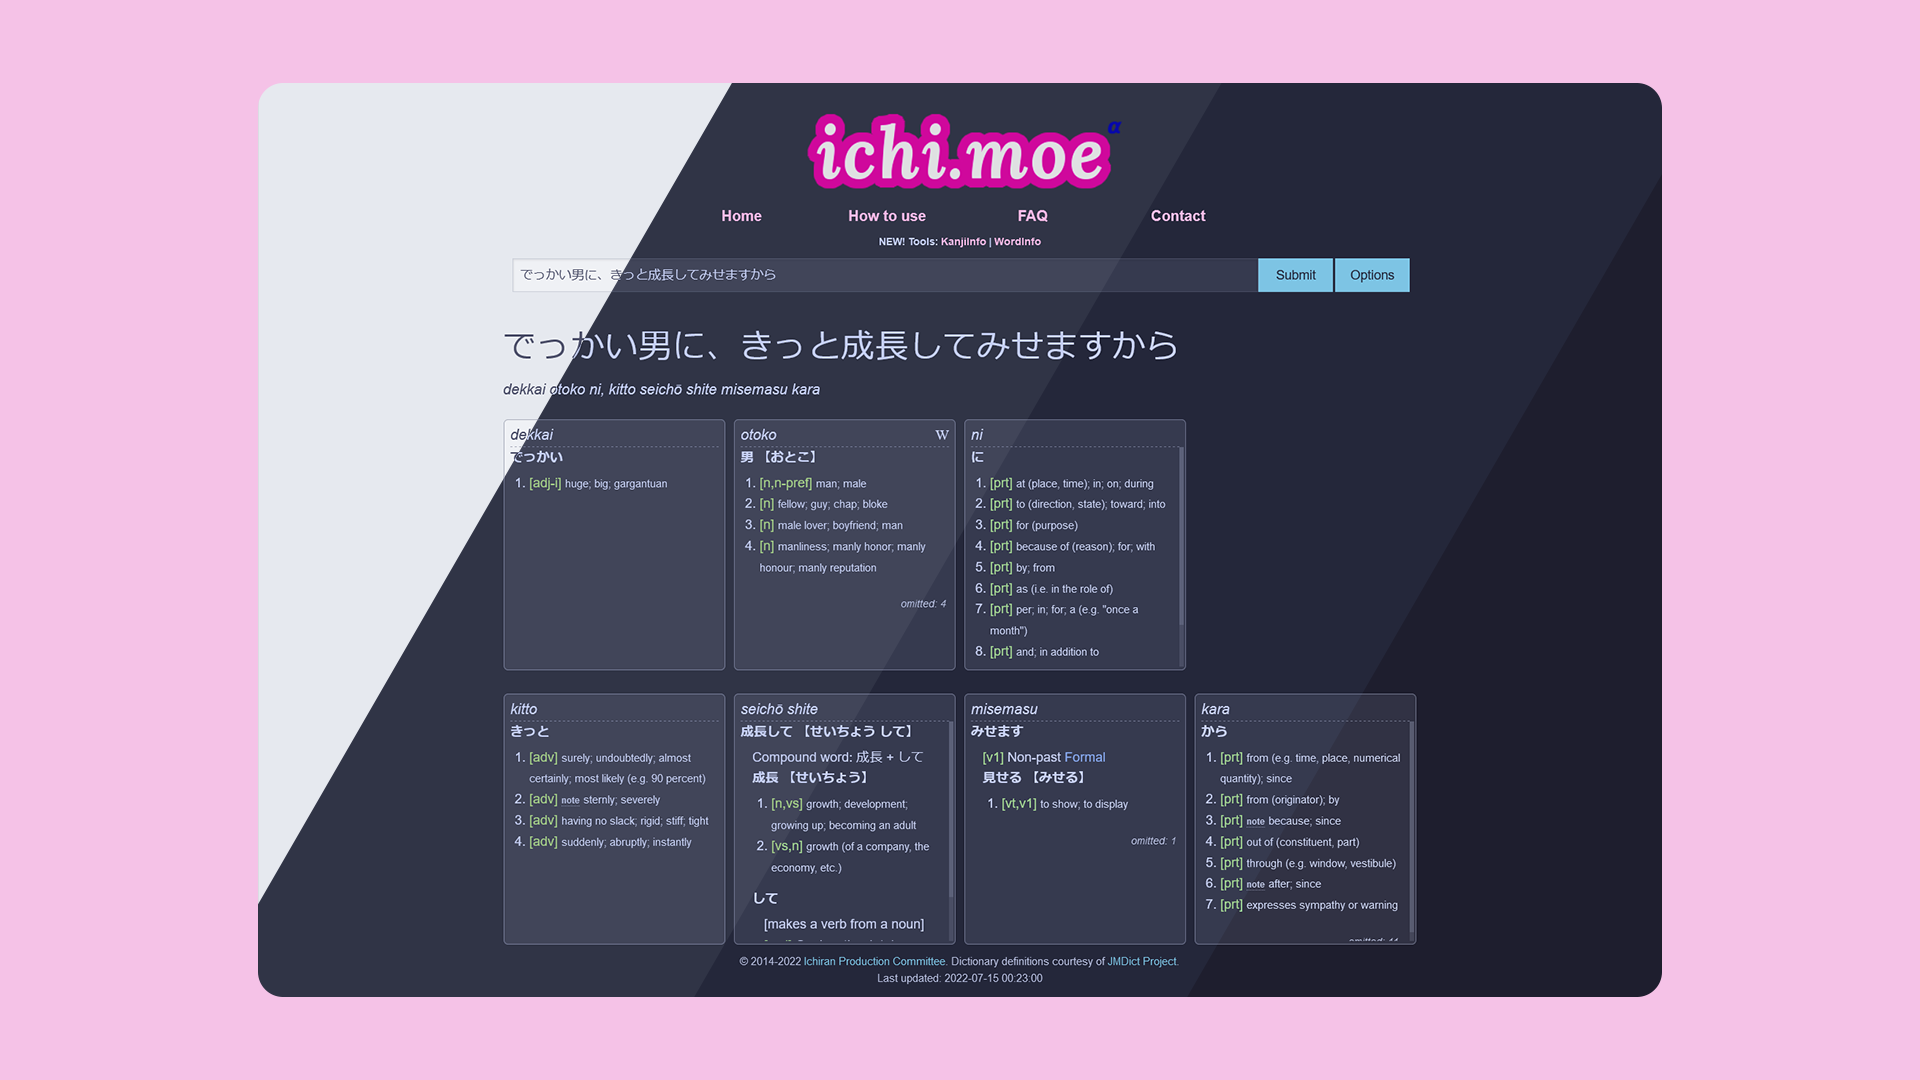 ichi.moe α
Home How to use FAQ Contact
NEW! Tools: KanjiInfo | WordInfo
でっかい男に、きっと成長してみせますから Submit Options
でっかい男に、きっと成長してみせますから
dekkai otoko ni, kitto seichō shite misemasu kara
dekkai
でっかい
1. [adj-i] huge; big; gargantuan
otoko W
男 【おとこ】
1. [n,n-pref] man; male
2. [n] fellow; guy; chap; bloke
3. [n] male lover; boyfriend; man
4. [n] manliness; manly honor; manly
honour; manly reputation
omitted: 4
ni
に
1. [prt] at (place, time); in; on; during
2. [prt] to (direction, state); toward; into
3. [prt] for (purpose)
4. [prt] because of (reason); for; with
5. [prt] by; from
6. [prt] as (i.e. in the role of)
7. [prt] per; in; for; a (e.g. "once a
month")
8. [prt] and; in addition to
kitto
きっと
1. [adv] surely; undoubtedly; almost
certainly; most likely (e.g. 90 percent)
2. [adv] note sternly; severely
3. [adv] having no slack; rigid; stiff; tight
4. [adv] suddenly; abruptly; instantly
seichō shite
成長して 【せいちょう して】
Compound word: 成長 + して
成長 【せいちょう】
1. [n,vs] growth; development;
growing up; becoming an adult
2. [vs,n] growth (of a company, the
economy, etc.)
して
[makes a verb from a noun]
misemasu
みせます
[v1] Non-past Formal
見せる 【みせる】
1. [vt,v1] to show; to display
omitted: 1
kara
から
1. [prt] from (e.g. time, place, numerical
quantity); since
2. [prt] from (originator); by
3. [prt] note because; since
4. [prt] out of (constituent, part)
5. [prt] through (e.g. window, vestibule)
6. [prt] note after; since
7. [prt] expresses sympathy or warning
© 2014-2022 Ichiran Production Committee. Dictionary definitions courtesy of JMDict Project.
Last updated: 2022-07-15 00:23:00